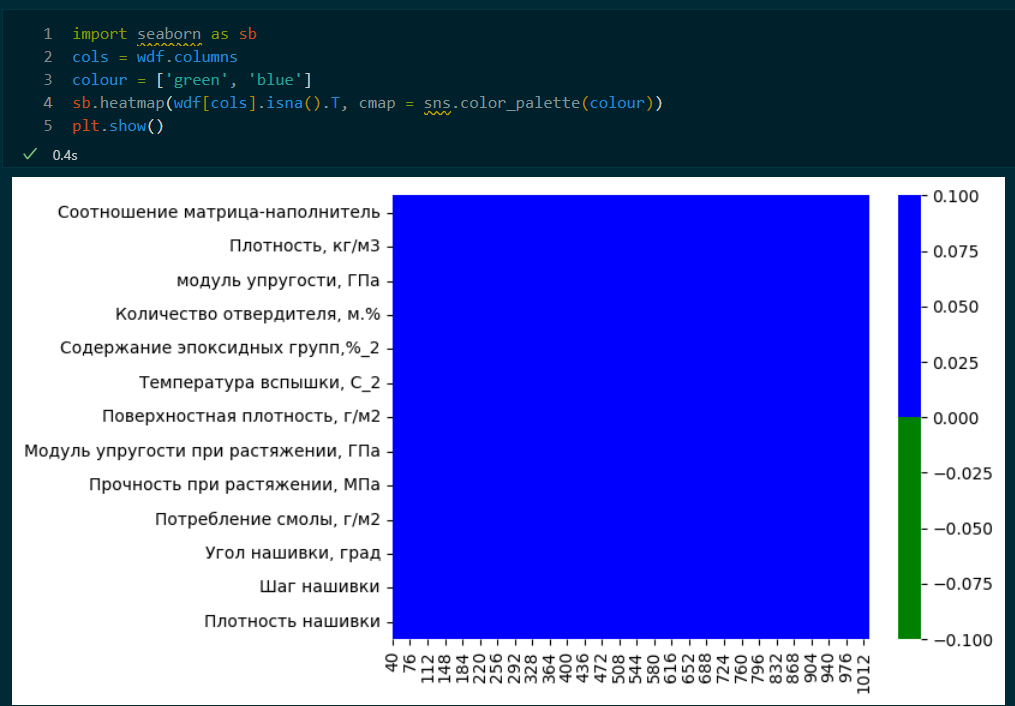 1 import seaborn as sb
2 cols = wdf.columns
3 colour = ['green', 'blue']
4 sb.heatmap(wdf[cols].isna().T, cmap = sns.color_palette(colour))
5 plt.show()
✓ 0.4s
Соотношение матрица-наполнитель
Плотность, кг/м3
модуль упругости, ГПа
Количество отвердителя, м.%
Содержание эпоксидных групп,%_2
Температура вспышки, С_2
Поверхностная плотность, г/м2
Модуль упругости при растяжении, ГПа
Прочность при растяжении, МПа
Потребление смолы, г/м2
Угол нашивки, град
Шаг нашивки
Плотность нашивки
40 76 112 148 184 220 256 292 328 364 400 436 472 508 544 580 616 652 688 724 760 796 832 868 904 940 976 1012
0.100
0.075
0.050
0.025
0.000
−0.025
−0.050
−0.075
−0.100